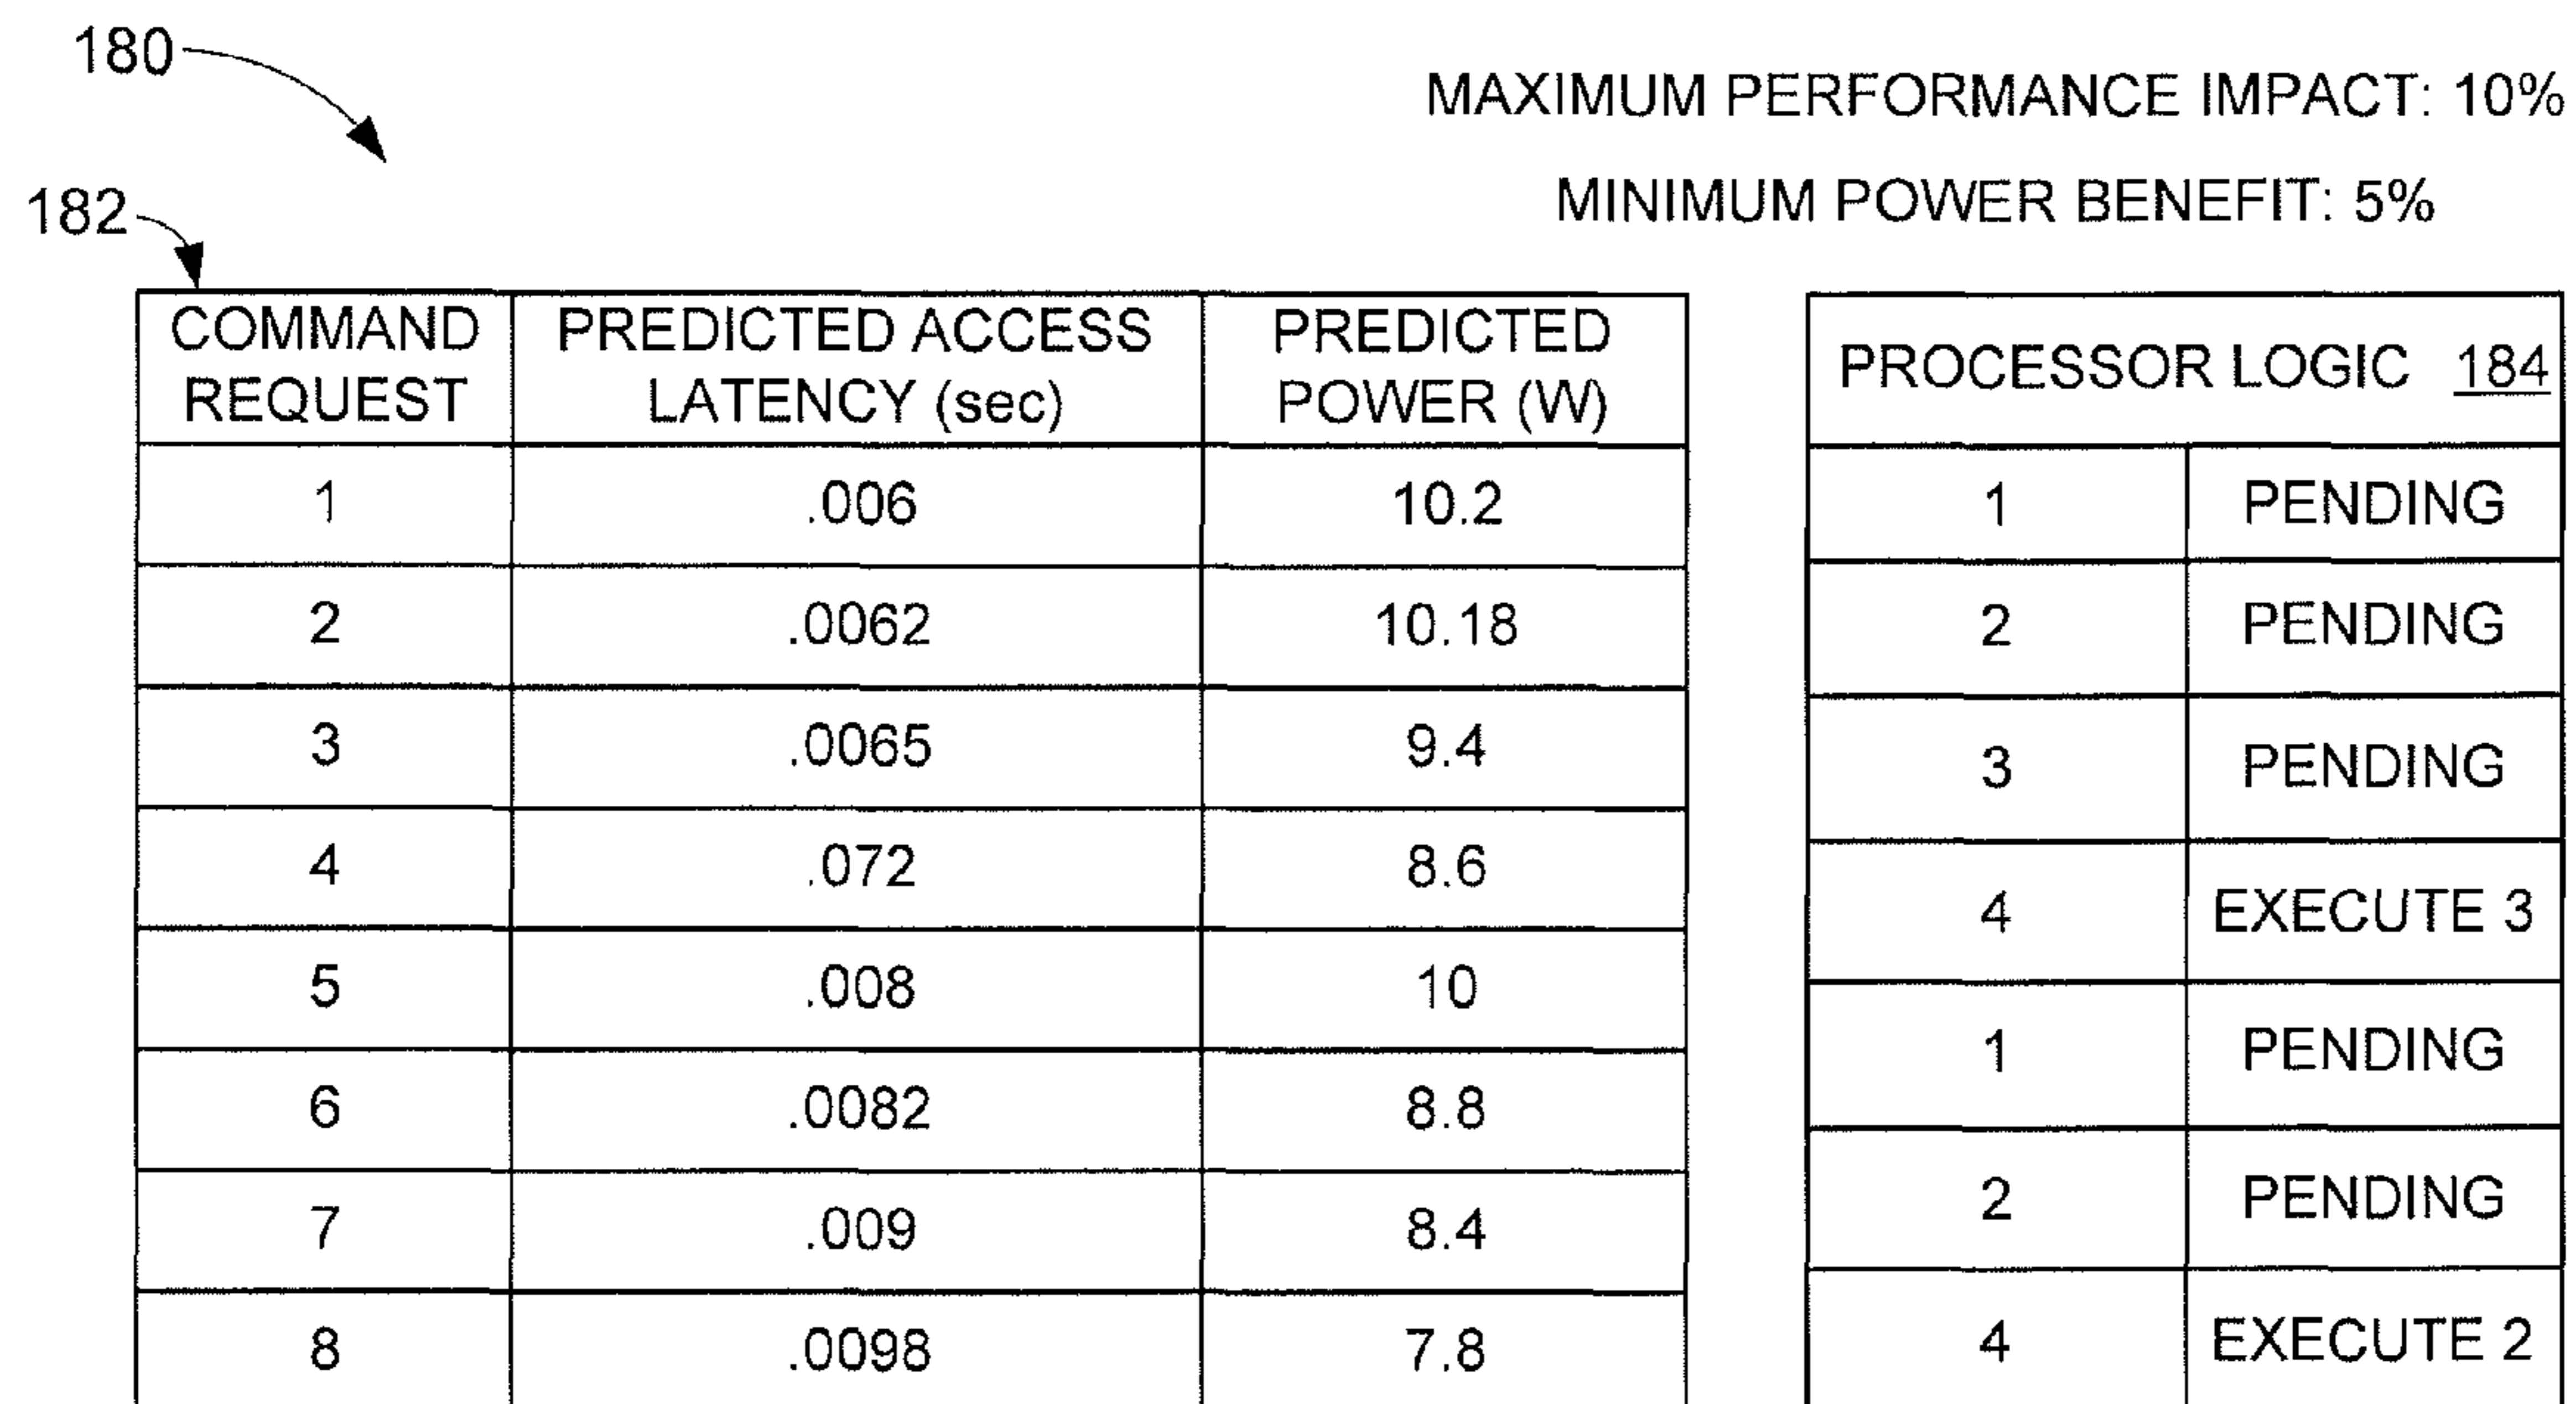 180
MAXIMUM PERFORMANCE IMPACT: 10%
182
MINIMUM POWER BENEFIT: 5%
COMMAND REQUEST PREDICTED ACCESS LATENCY (sec) PREDICTED POWER (W)
1 .006 10.2
2 .0062 10.18
3 .0065 9.4
4 .072 8.6
5 .008 10
6 .0082 8.8
7 .009 8.4
8 .0098 7.8
PROCESSOR LOGIC 184
1 PENDING
2 PENDING
3 PENDING
4 EXECUTE 3
1 PENDING
2 PENDING
4 EXECUTE 2